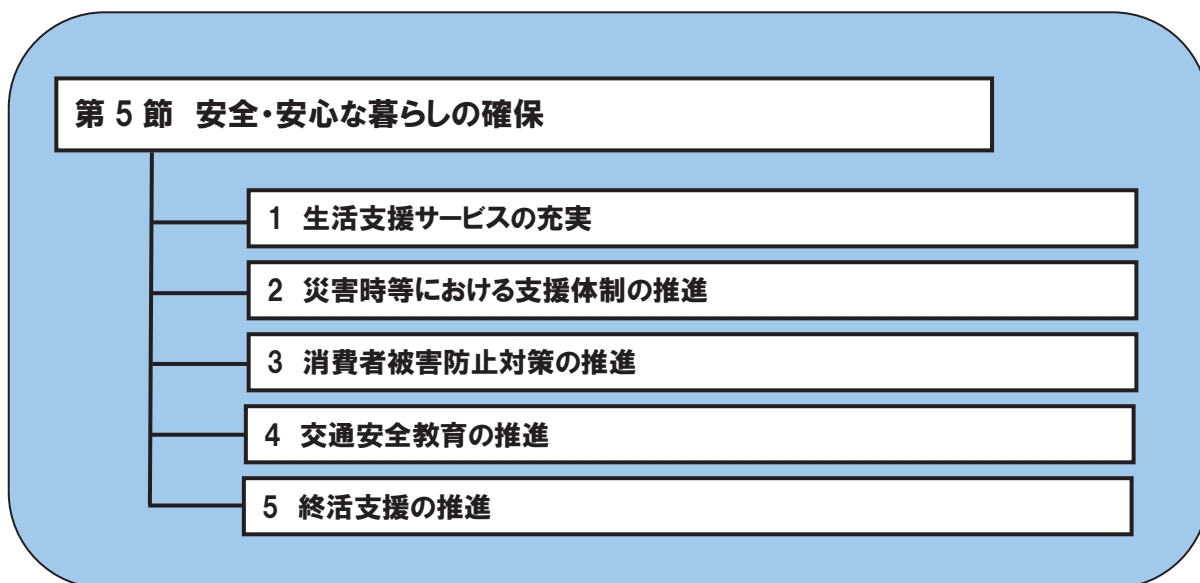 第 5 節　安全・安心な暮らしの確保
1　生活支援サービスの充実
2　災害時等における支援体制の推進
3　消費者被害防止対策の推進
4　交通安全教育の推進
5　終活支援の推進